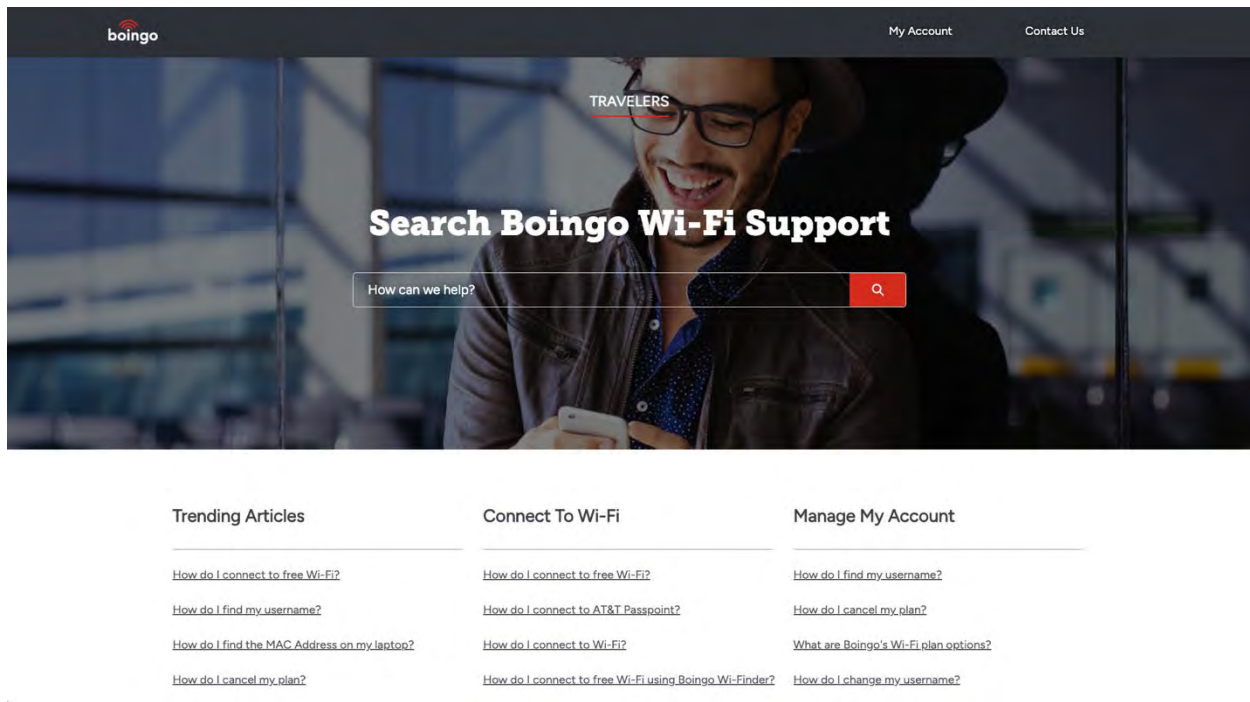 boingo
My Account
Contact Us
TRAVELERS
Search Boingo Wi-Fi Support
How can we help?
Trending Articles
How do I connect to free Wi-Fi?
How do I find my username?
How do I find the MAC Address on my laptop?
How do I cancel my plan?
Connect To Wi-Fi
How do I connect to free Wi-Fi?
How do I connect to AT&T Passpoint?
How do I connect to Wi-Fi?
How do I connect to free Wi-Fi using Boingo Wi-Finder?
Manage My Account
How do I find my username?
How do I cancel my plan?
What are Boingo's Wi-Fi plan options?
How do I change my username?